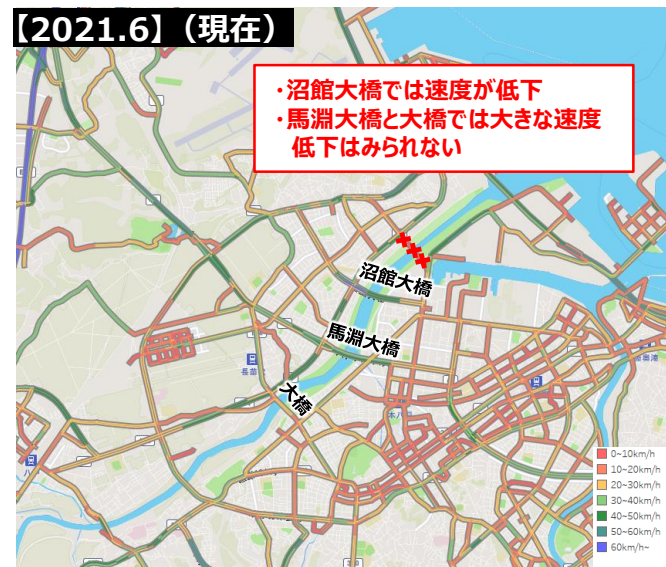 【2021.6】（現在）
・沼館大橋では速度が低下
・馬淵大橋と大橋では大きな速度
低下はみられない
沼館大橋
馬淵大橋
大橋
0~10km/h
10~20km/h
20~30km/h
30~40km/h
40~50km/h
50~60km/h
60km/h~